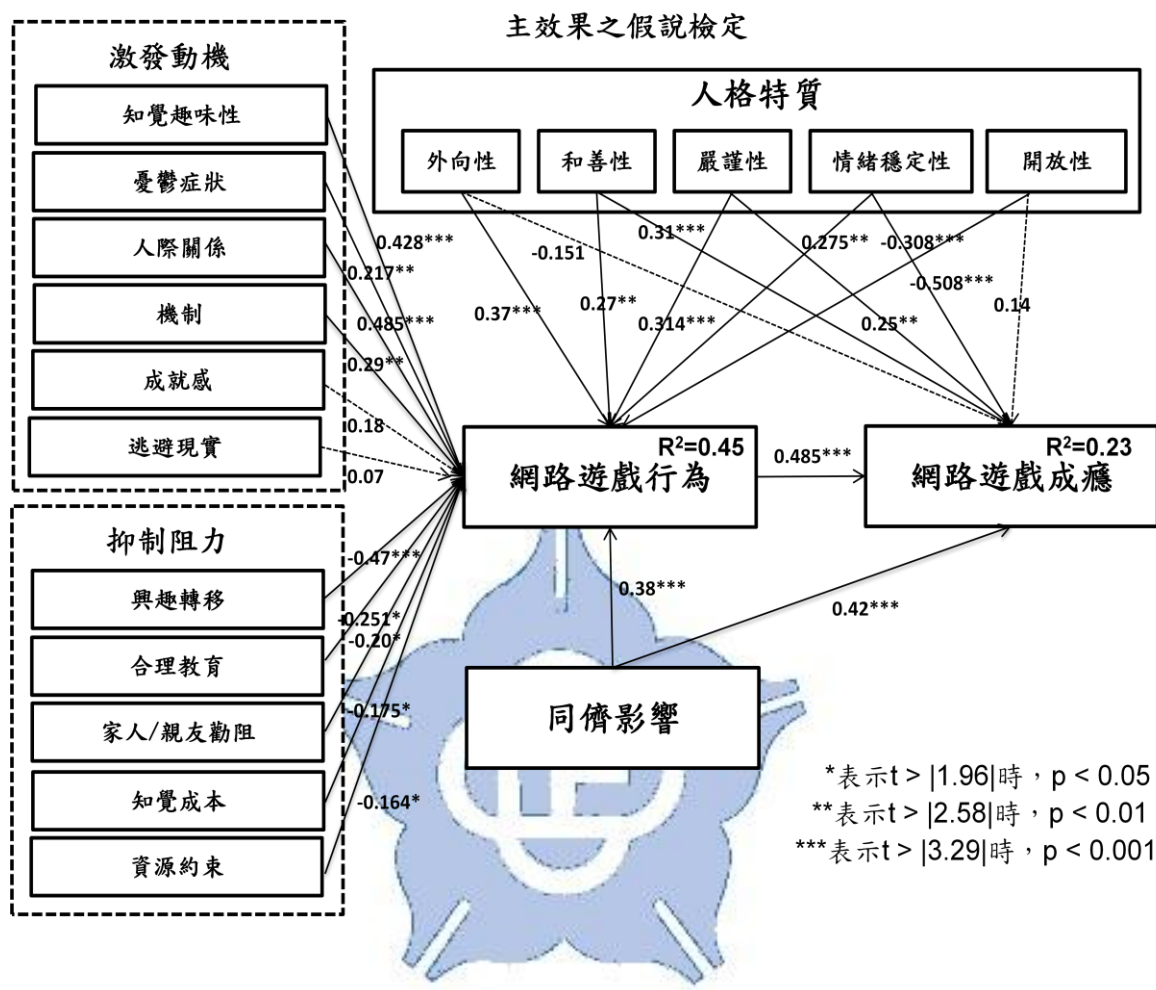 主效果之假說檢定
激發動機
知覺趣味性
憂鬱症狀
人際關係
機制
成就感
逃避現實
0.428***
0.217**
0.485***
0.29**
0.18
0.07
人格特質
外向性
和善性
嚴謹性
情緒穩定性
開放性
0.31***
0.275**
-0.308***
-0.151
-0.508***
0.37***
0.27**
0.314***
0.25**
0.14
R²=0.45
網路遊戲行為
0.485***
R²=0.23
網路遊戲成癮
抑制阻力
興趣轉移
合理教育
家人/親友勸阻
知覺成本
資源約束
-0.47***
-0.251*
-0.20*
-0.175*
-0.164*
0.38***
0.42***
同儕影響
*表示t > |1.96|時，p < 0.05
**表示t > |2.58|時，p < 0.01
***表示t > |3.29|時，p < 0.001